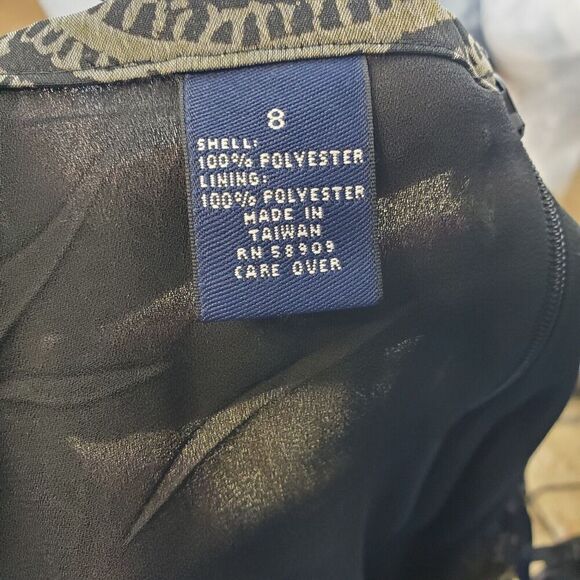 8
SHELL:
100% POLYESTER
LINING:
100% POLYESTER
MADE IN
TAIWAN
RN 58909
CARE OVER